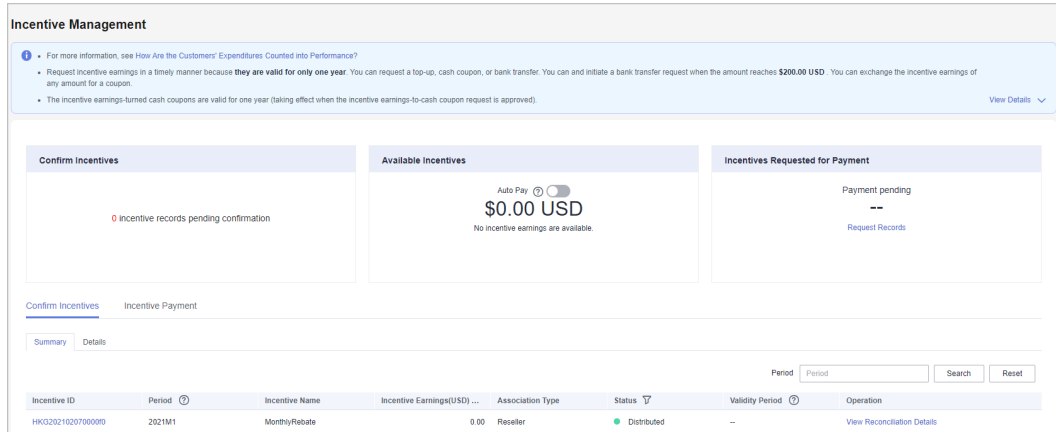 Incentive Management
For more information, see How Are the Customers' Expenditures Counted into Performance?
Request incentive earnings in a timely manner because they are valid for only one year. You can request a top-up, cash coupon, or bank transfer. You can and initiate a bank transfer request when the amount reaches $200.00 USD . You can exchange the incentive earnings of
any amount for a coupon.
The incentive earnings-turned cash coupons are valid for one year (taking effect when the incentive earnings-to-cash coupon request is approved).
View Details
Confirm Incentives
Available Incentives
Incentives Requested for Payment
0 incentive records pending confirmation
Auto Pay ?
$0.00 USD
No incentive earnings are available.
Payment pending
--
Request Records
Confirm Incentives Incentive Payment
Summary Details
Period Period Search Reset
Incentive ID Period ? Incentive Name Incentive Earnings(USD) ... Association Type Status Validity Period ? Operation
HKG202102070000f0 2021M1 MonthlyRebate 0.00 Reseller Distributed -- View Reconciliation Details